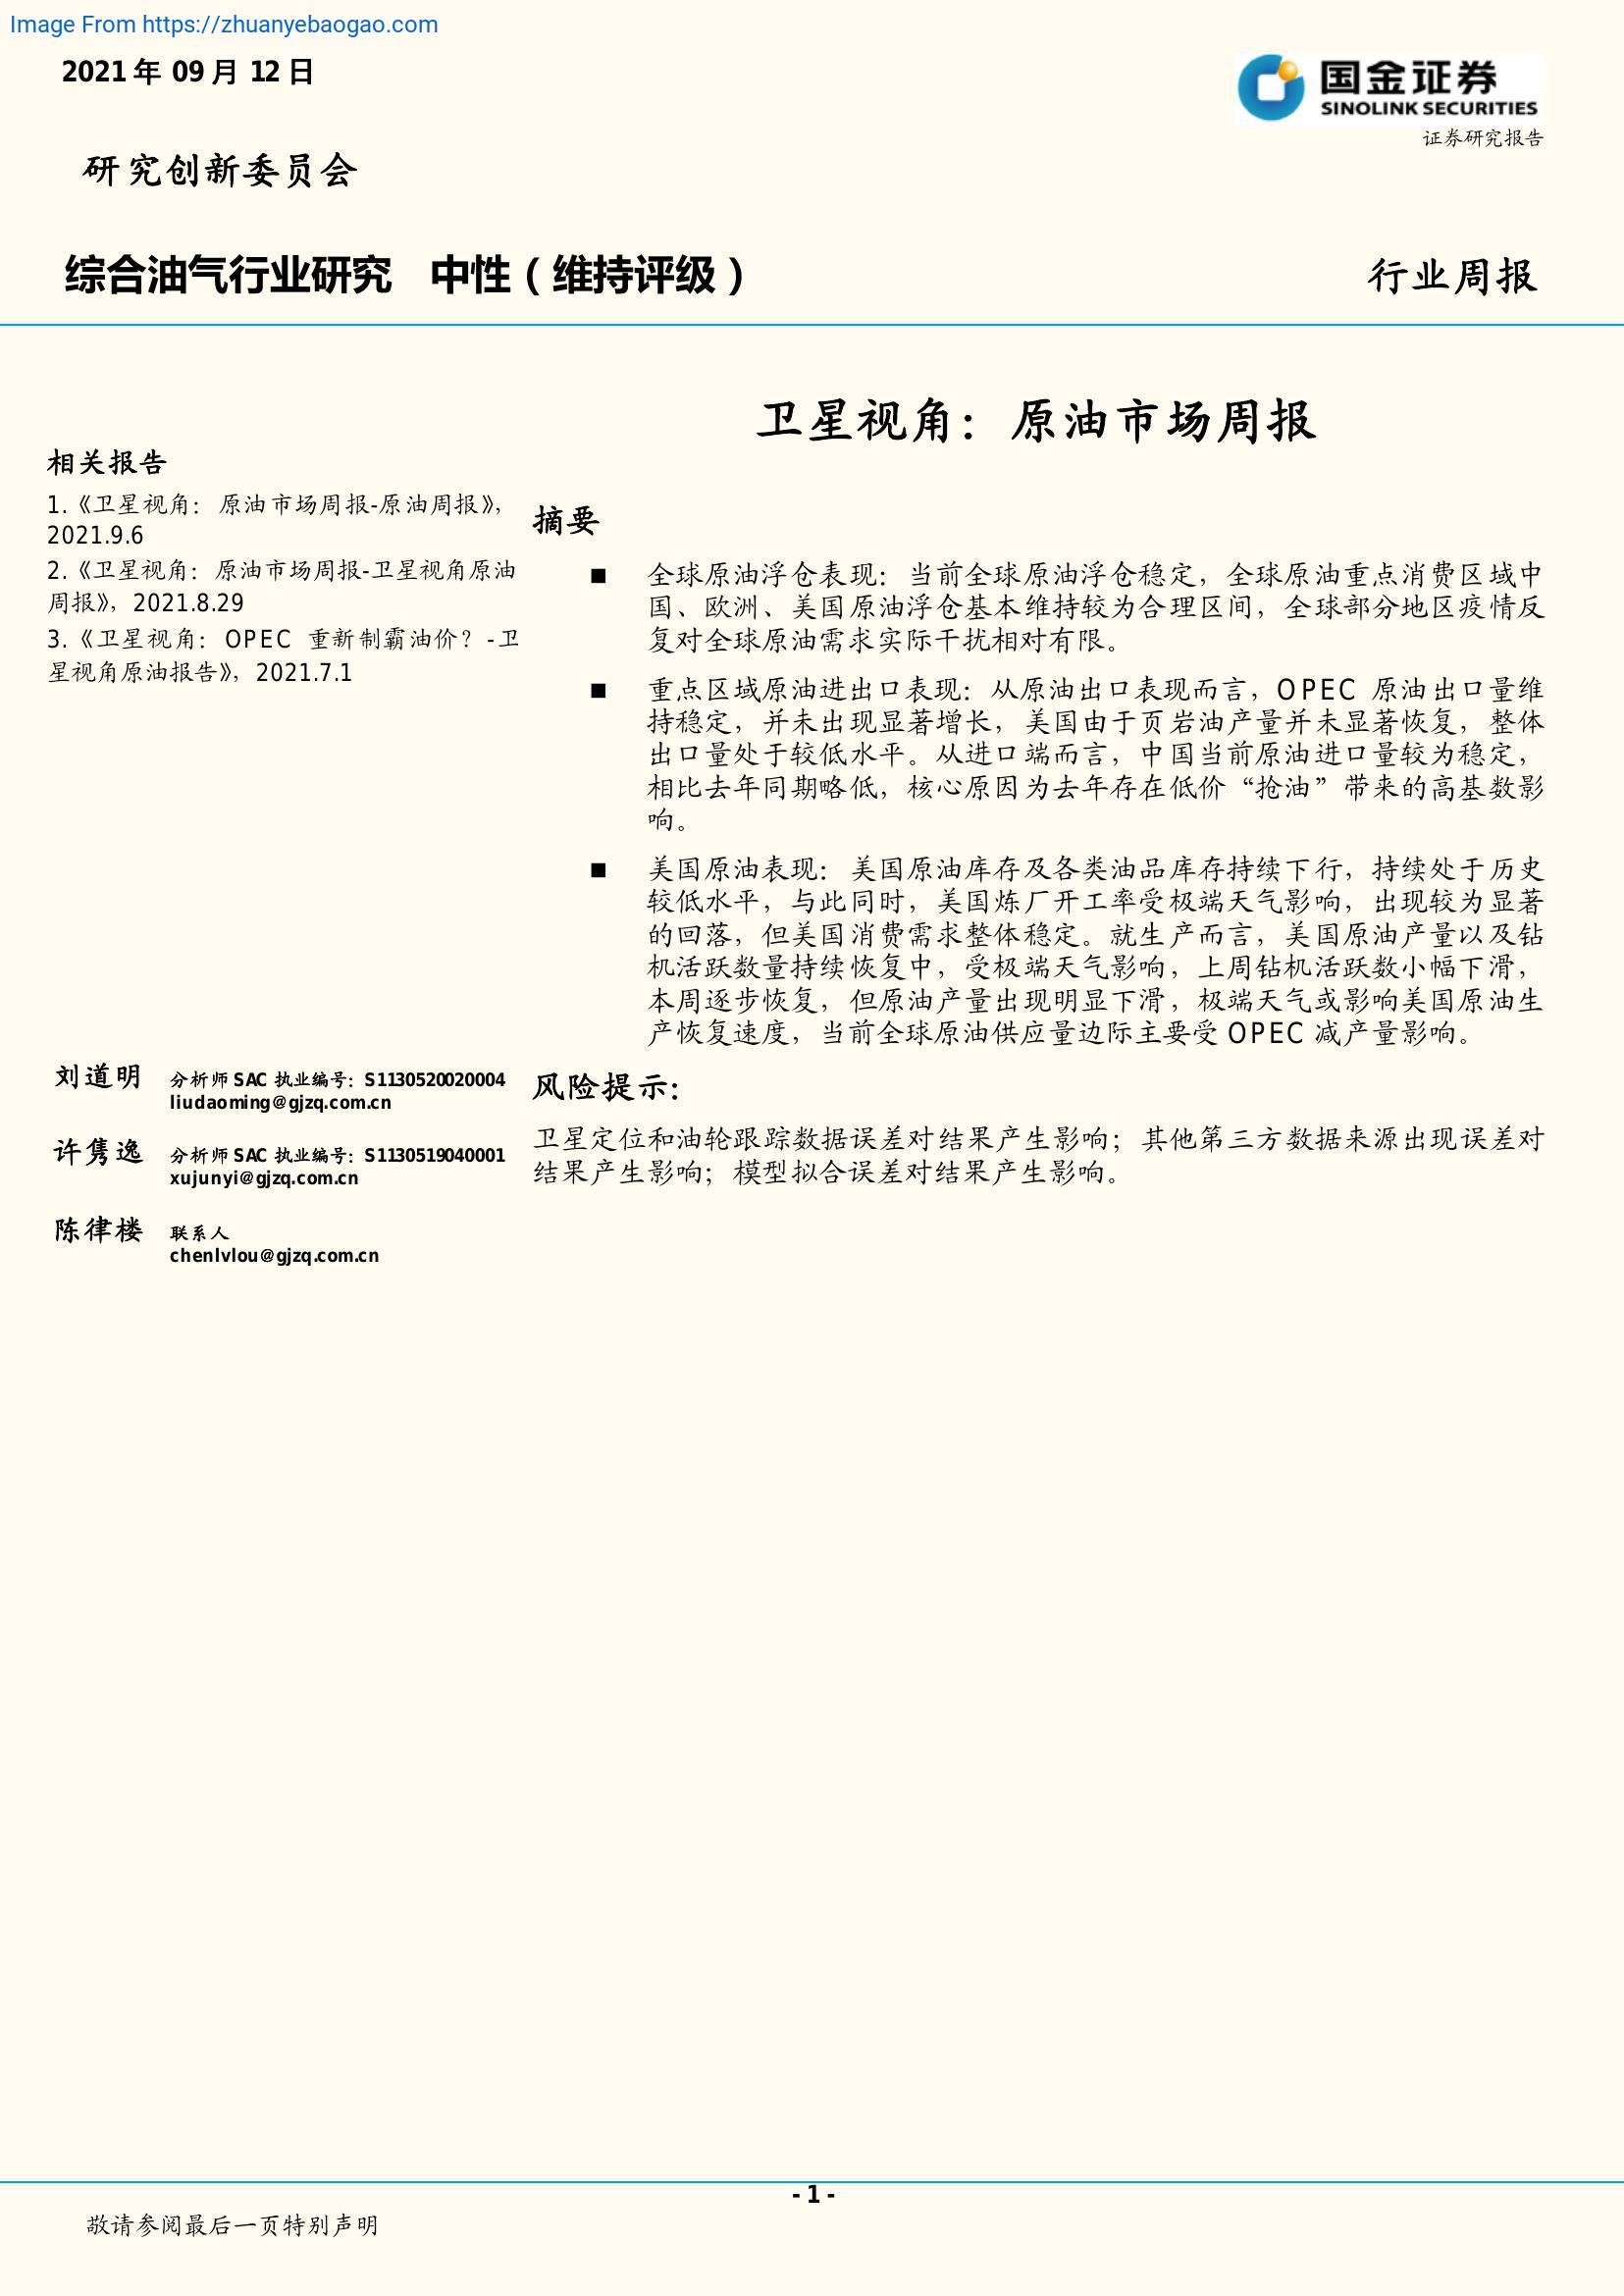 Image From https://zhuanyebaogao.com
2021 年 09 月 12 日
国金证券
SINOLINK SECURITIES
证券研究报告
研究创新委员会
综合油气行业研究 中性（维持评级）
行业周报
卫星视角：原油市场周报
相关报告
1.《卫星视角：原油市场周报-原油周报》，
2021.9.6
2.《卫星视角：原油市场周报-卫星视角原油
周报》，2021.8.29
3.《卫星视角：OPEC 重新制霸油价？-卫
星视角原油报告》，2021.7.1
摘要
■ 全球原油浮仓表现：当前全球原油浮仓稳定，全球原油重点消费区域中
国、欧洲、美国原油浮仓基本维持较为合理区间，全球部分地区疫情反
复对全球原油需求实际干扰相对有限。
■ 重点区域原油进出口表现：从原油出口表现而言，OPEC 原油出口量维
持稳定，并未出现显著增长，美国由于页岩油产量并未显著恢复，整体
出口量处于较低水平。从进口端而言，中国当前原油进口量较为稳定，
相比去年同期略低，核心原因为去年存在低价“抢油”带来的高基数影
响。
■ 美国原油表现：美国原油库存及各类油品库存持续下行，持续处于历史
较低水平，与此同时，美国炼厂开工率受极端天气影响，出现较为显著
的回落，但美国消费需求整体稳定。就生产而言，美国原油产量以及钻
机活跃数量持续恢复中，受极端天气影响，上周钻机活跃数小幅下滑，
本周逐步恢复，但原油产量出现明显下滑，极端天气或影响美国原油生
产恢复速度，当前全球原油供应量边际主要受 OPEC 减产量影响。
风险提示：
卫星定位和油轮跟踪数据误差对结果产生影响；其他第三方数据来源出现误差对
结果产生影响；模型拟合误差对结果产生影响。
刘道明 分析师 SAC 执业编号：S1130520020004
liudaoming@gjzq.com.cn
许隽逸 分析师 SAC 执业编号：S1130519040001
xujunyi@gjzq.com.cn
陈律楼 联系人
chenlvlou@gjzq.com.cn
- 1 -
敬请参阅最后一页特别声明